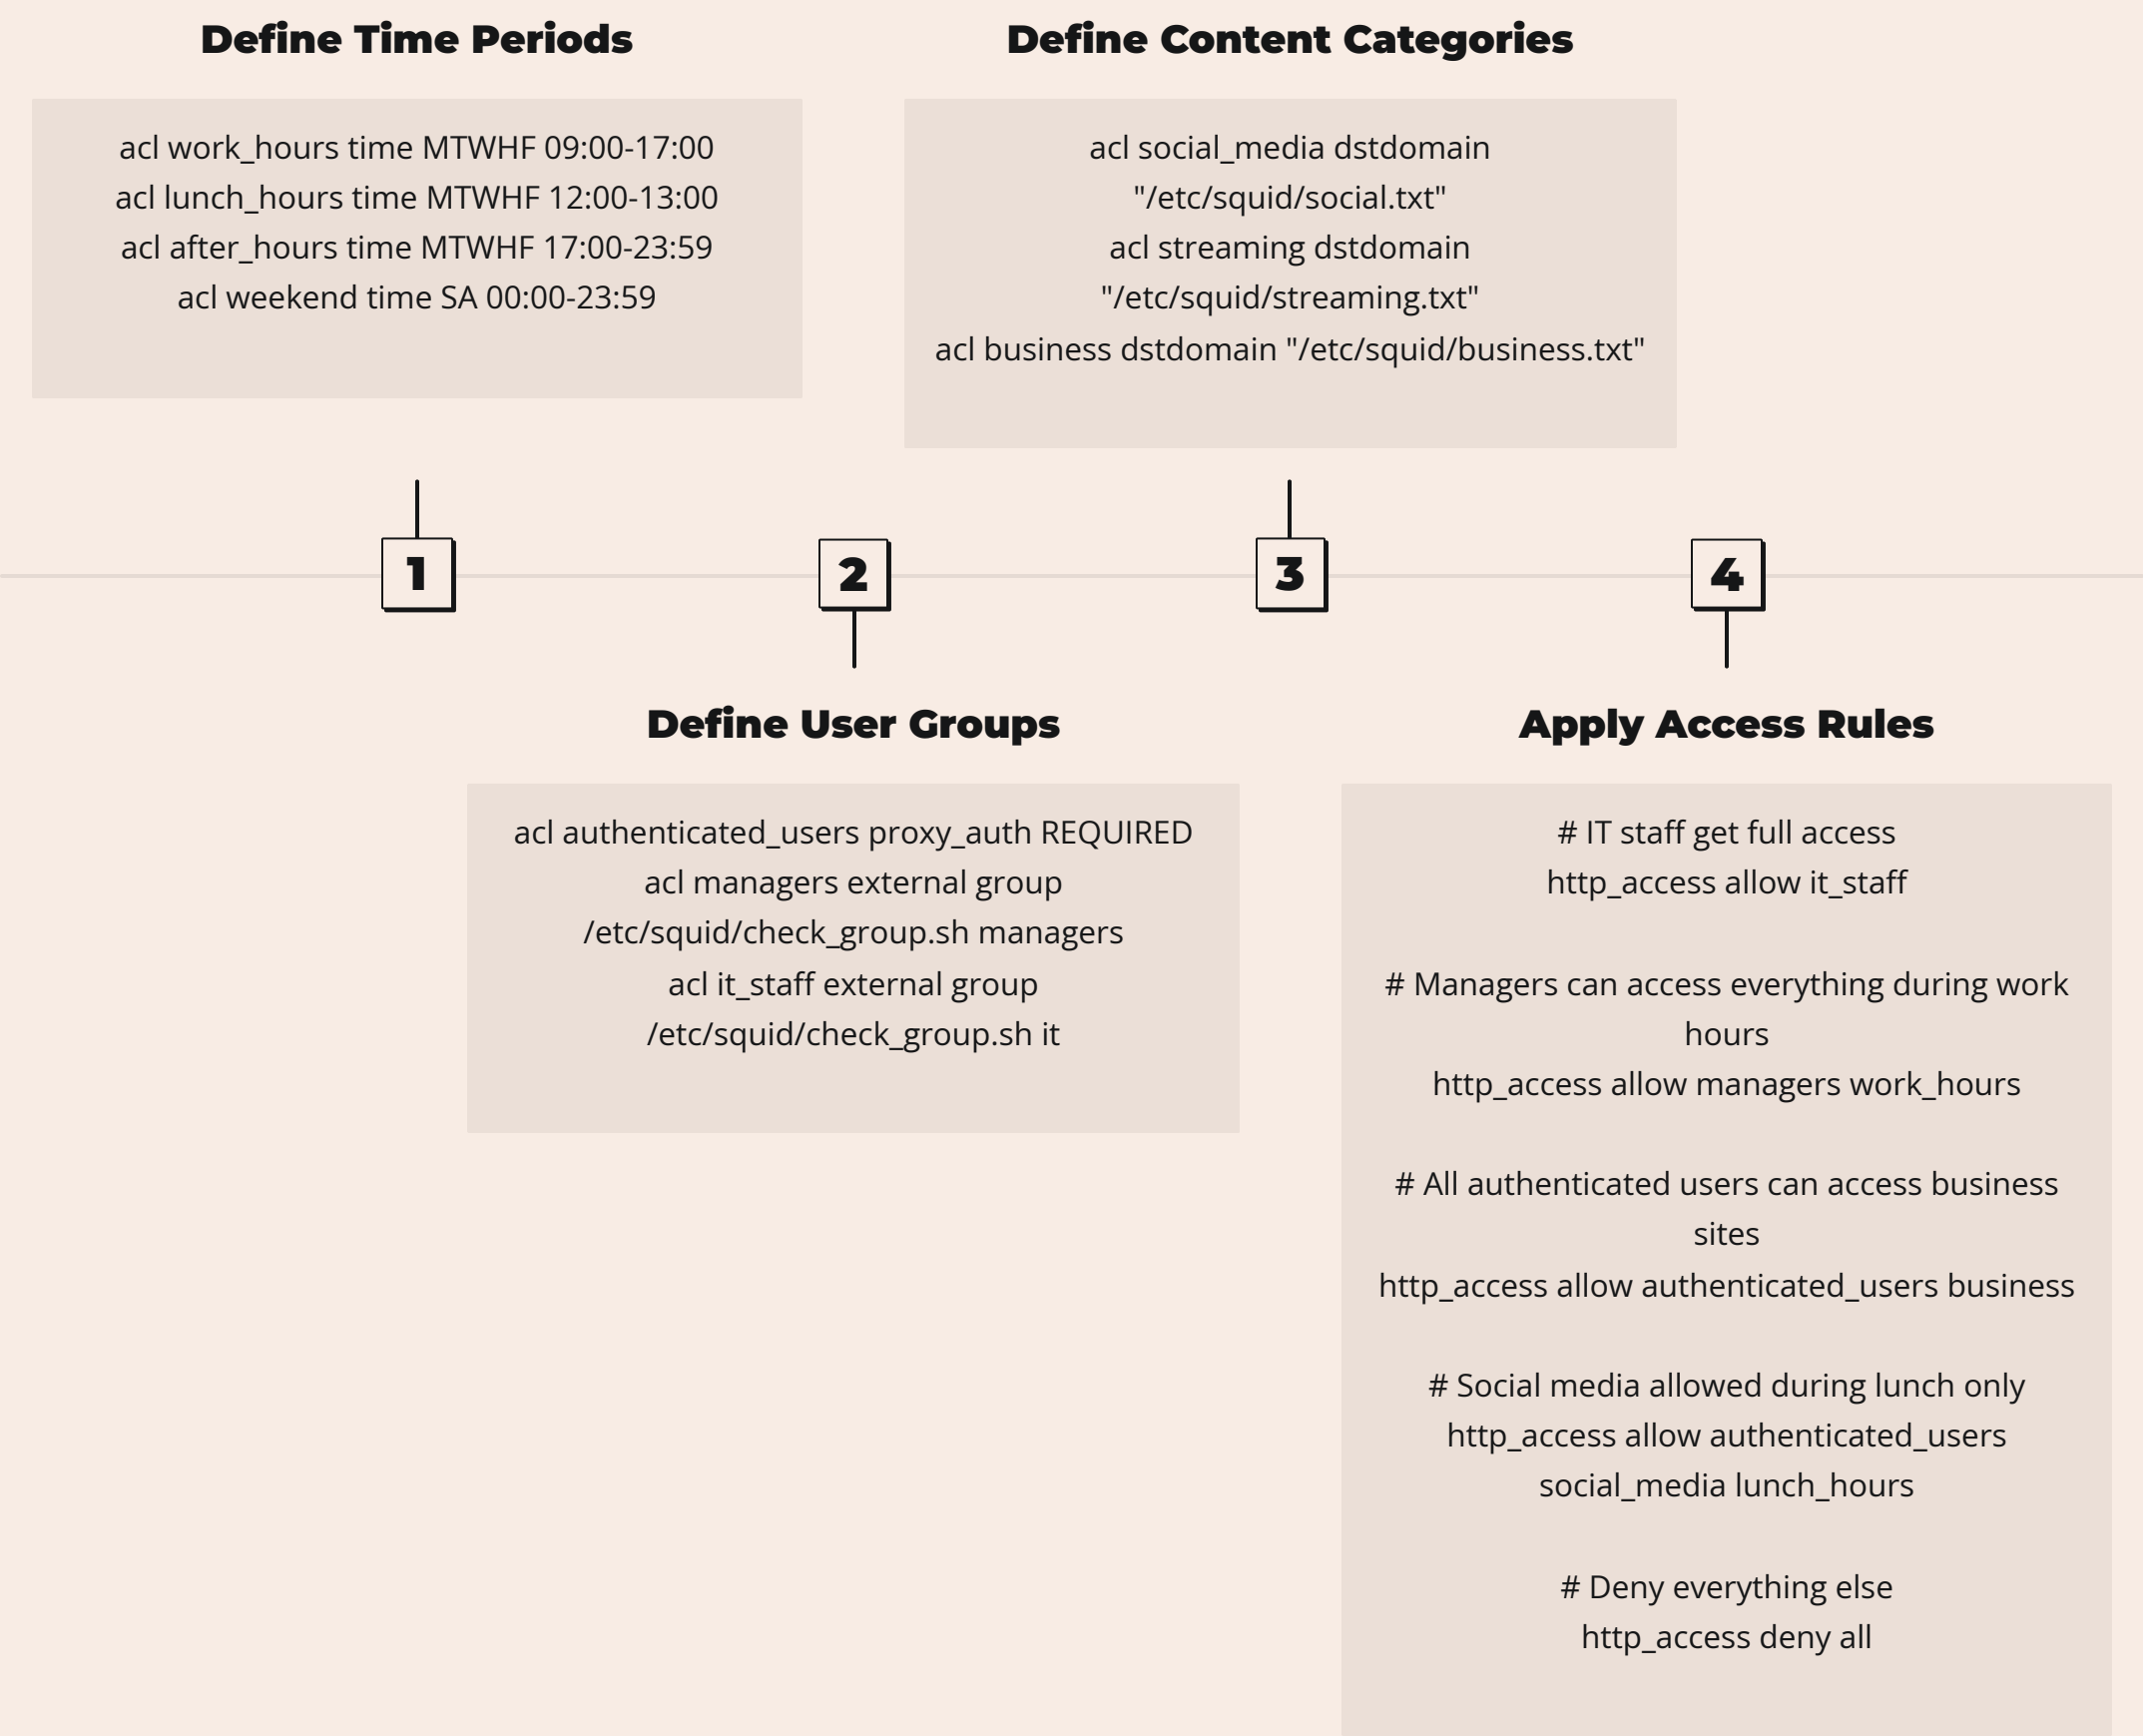 Define Time Periods
acl work_hours time MTWHF 09:00-17:00
acl lunch_hours time MTWHF 12:00-13:00
acl after_hours time MTWHF 17:00-23:59
acl weekend time SA 00:00-23:59
Define Content Categories
acl social_media dstdomain
"/etc/squid/social.txt"
acl streaming dstdomain
"/etc/squid/streaming.txt"
acl business dstdomain "/etc/squid/business.txt"
1
2
3
4
Define User Groups
acl authenticated_users proxy_auth REQUIRED
acl managers external group
/etc/squid/check_group.sh managers
acl it_staff external group
/etc/squid/check_group.sh it
Apply Access Rules
# IT staff get full access
http_access allow it_staff
# Managers can access everything during work
hours
http_access allow managers work_hours
# All authenticated users can access business
sites
http_access allow authenticated_users business
# Social media allowed during lunch only
http_access allow authenticated_users
social_media lunch_hours
# Deny everything else
http_access deny all